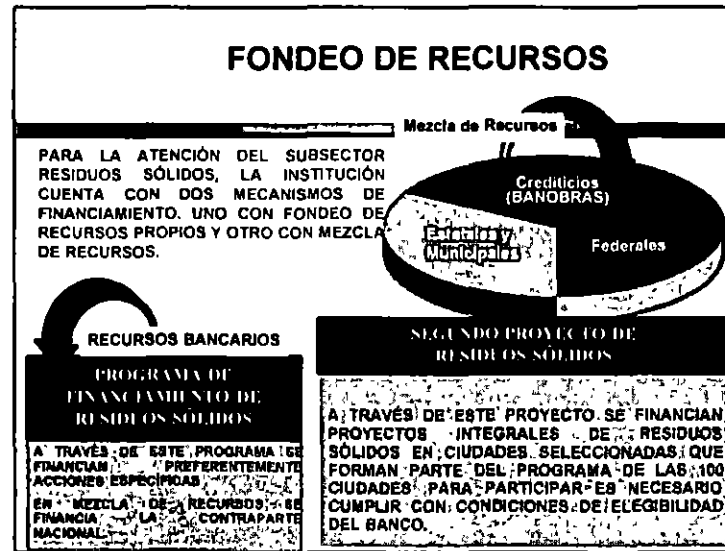 FONDEO DE RECURSOS
Mezcla de Recursos
PARA LA ATENCIÓN DEL SUBSECTOR
RESIDUOS SÓLIDOS, LA INSTITUCIÓN
CUENTA CON DOS MECANISMOS DE
FINANCIAMIENTO. UNO CON FONDEO DE
RECURSOS PROPIOS Y OTRO CON MEZCLA
DE RECURSOS.
Crediticios
(BANOBRAS)
Estatales y
Municipales
Federales
RECURSOS BANCARIOS
PROGRAMA DE
FINANCIAMIENTO DE
RESIDUOS SÓLIDOS
A TRAVÉS DE ESTE PROGRAMA SE
FINANCIAN PREFERENTEMENTE
ACCIONES ESPECÍFICAS
EN MEZCLA DE RECURSOS, SE
FINANCIA LA CONTRAPARTE
NACIONAL.
SEGUNDO PROYECTO DE
RESIDUOS SÓLIDOS
A TRAVÉS DE ESTE PROYECTO SE FINANCIAN
PROYECTOS INTEGRALES DE RESIDUOS
SÓLIDOS EN CIUDADES SELECCIONADAS QUE
FORMAN PARTE DEL PROGRAMA DE LAS 100
CIUDADES PARA PARTICIPAR ES NECESARIO
CUMPLIR CON CONDICIONES DE ELEGIBILIDAD
DEL BANCO.